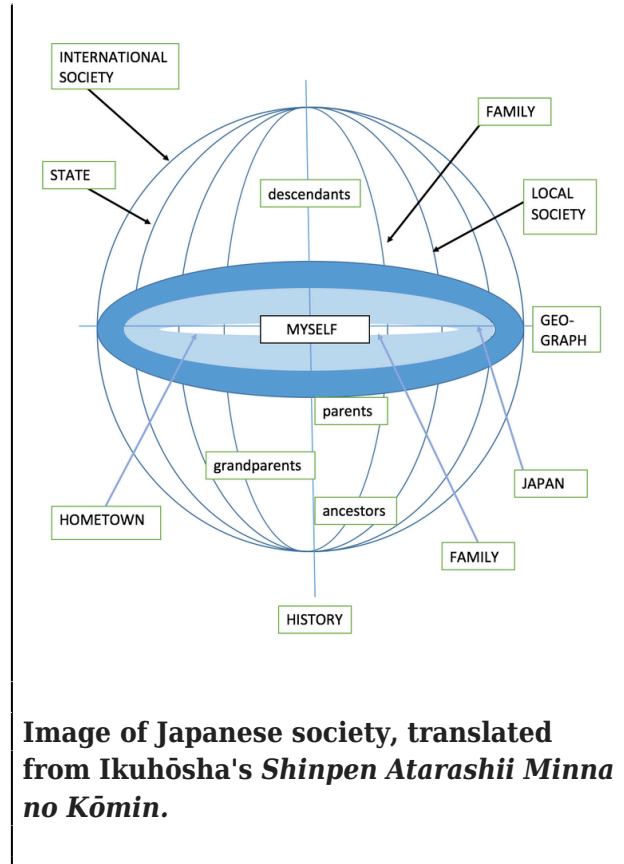 INTERNATIONAL
SOCIETY
FAMILY
STATE
descendants
LOCAL
SOCIETY
MYSELF
GEO-
GRAPH
parents
grandparents
JAPAN
ancestors
HOMETOWN
FAMILY
HISTORY
Image of Japanese society, translated
from Ikuhōsha's Shinpen Atarashii Minna
no Kōmin.